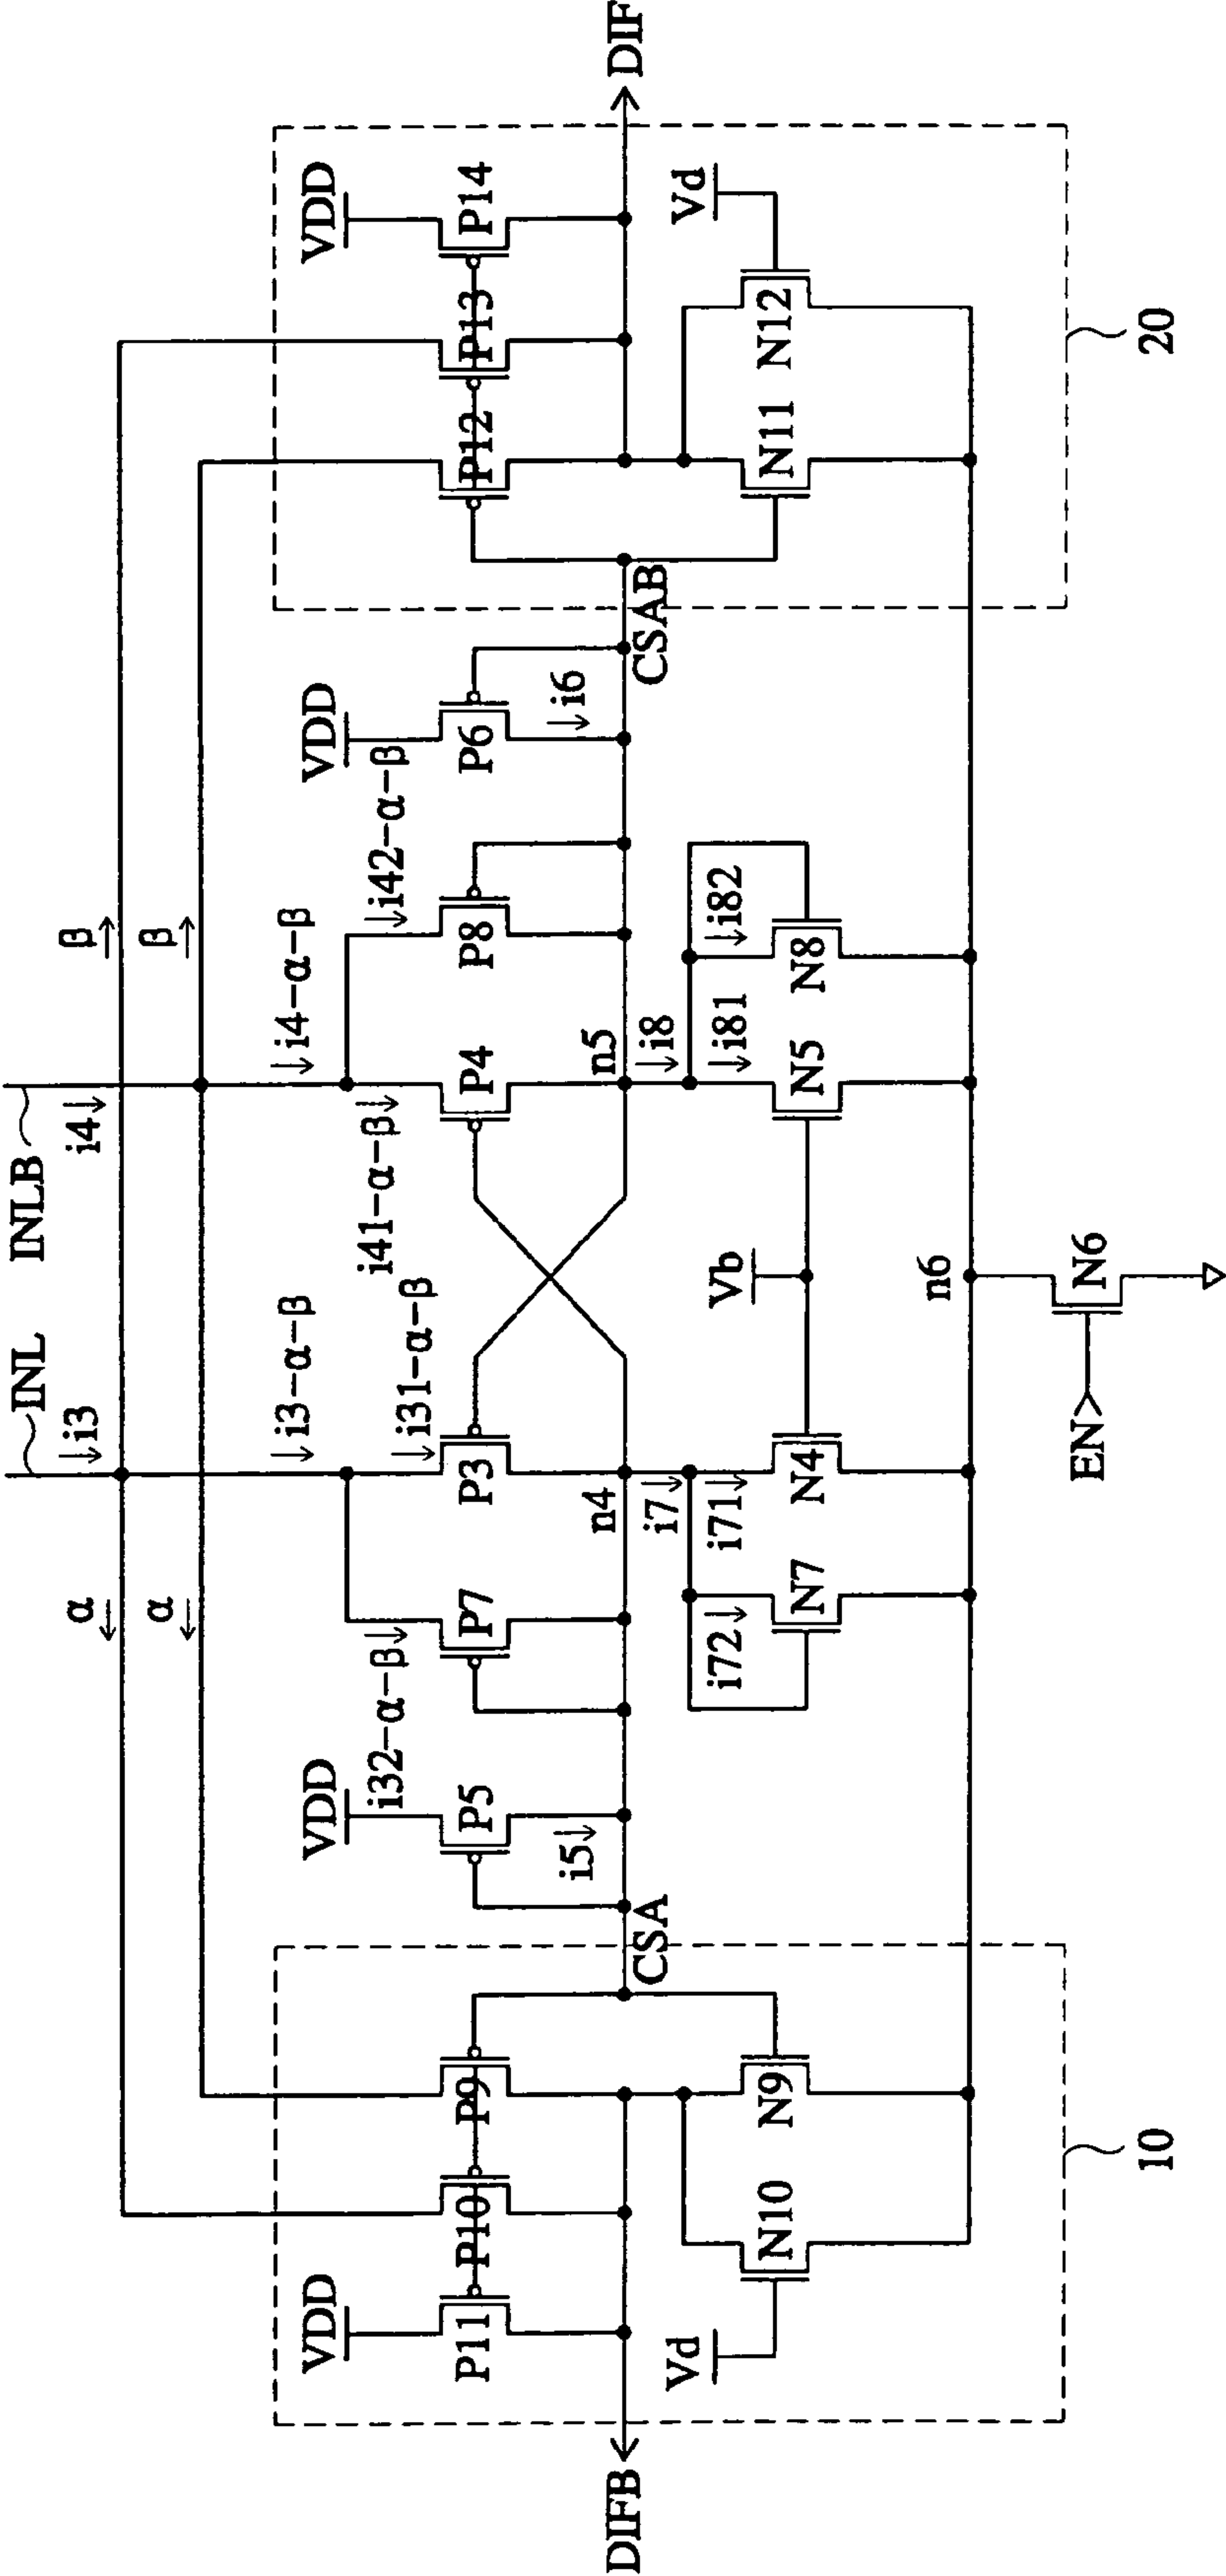 INL
INLB
↓i3
i4↓
α
←
β
→
α
←
β
→
↓i3-α-β
↓i4-α-β
VDD
VDD
VDD
VDD
i32-α-β↓
↓i31-α-β
i41-α-β↓
↓i42-α-β
P11
P10
P9
P5
P7
P3
P4
P8
P6
P12
P13
P14
i5↓
↓i6
DIFB
CSA
n4
n5
CSAB
DIF
i7↓
↓i8
Vd
i72↓
i71↓
Vb
↓i81
↓i82
Vd
N10
N9
N7
N4
N5
N8
N11
N12
n6
EN
N6
10
20